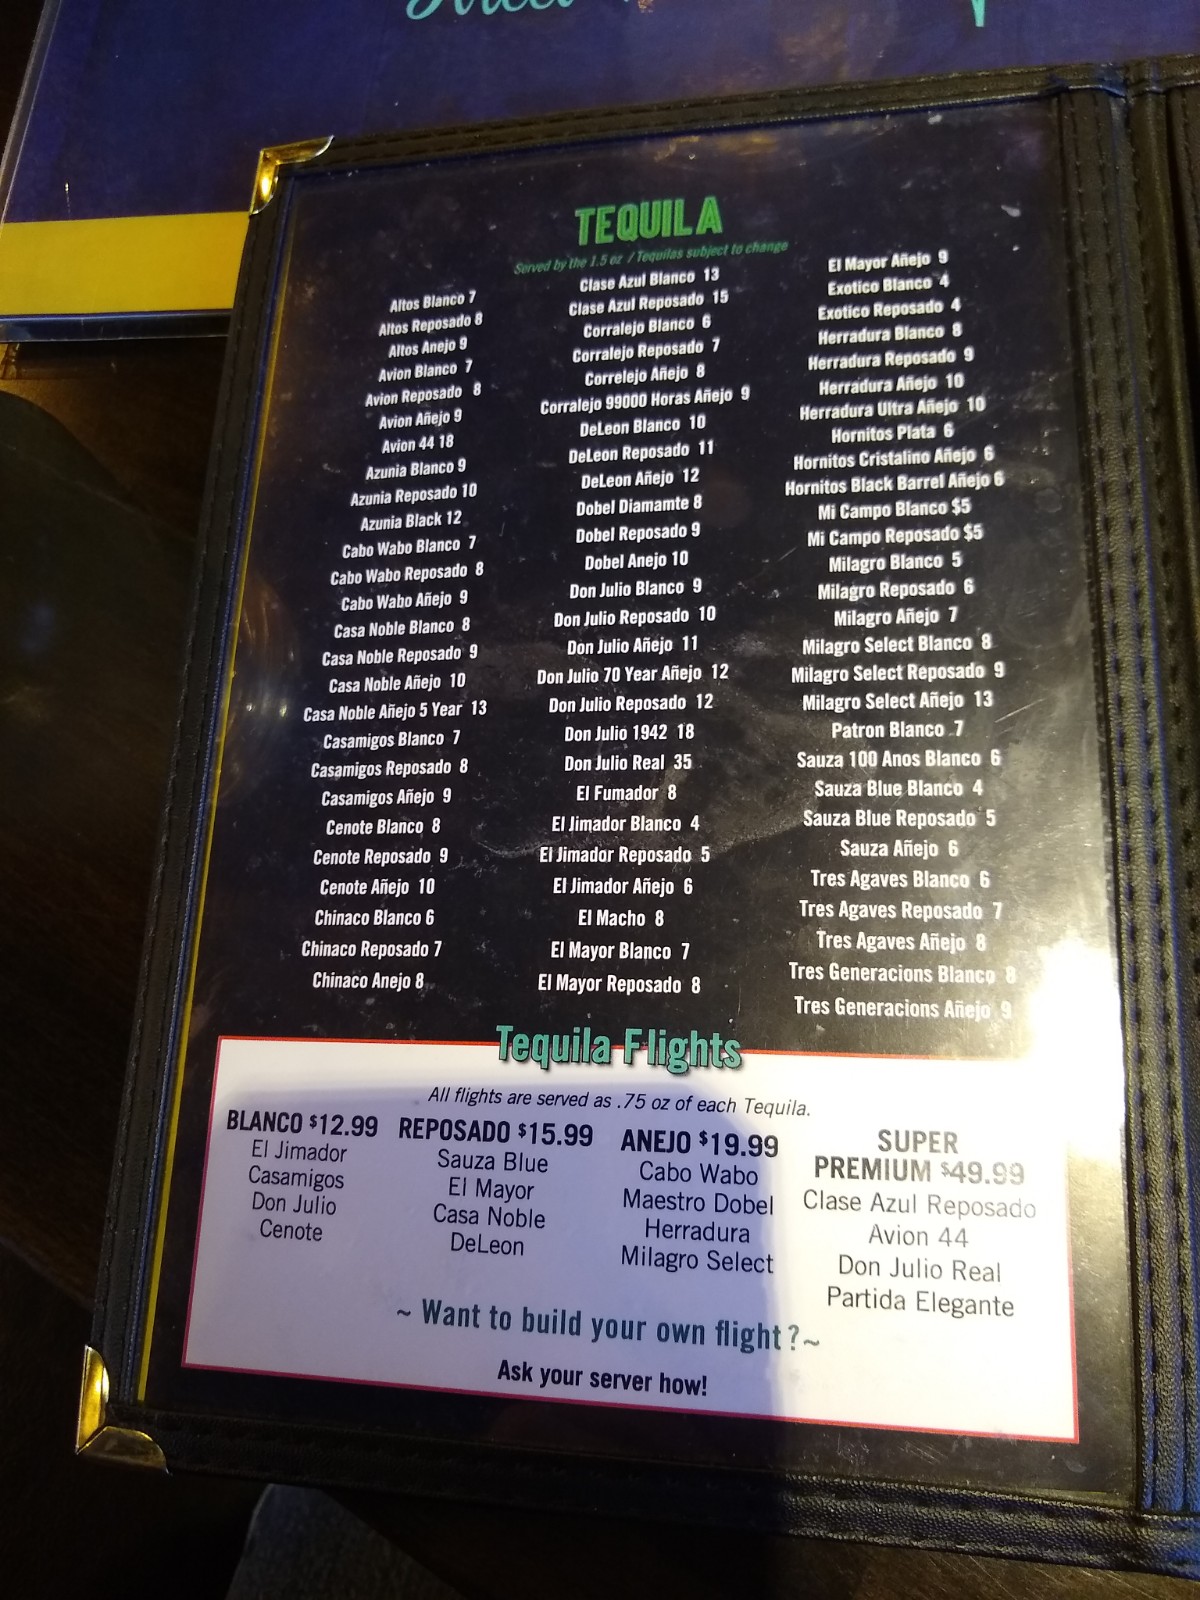 TEQUILA
Served by the 1.5 oz / Tequilas subject to change
Altos Blanco 7
Altos Reposado 8
Altos Añejo 9
Avion Blanco 7
Avion Reposado 8
Avion Añejo 9
Avion 44 18
Azunia Blanco 9
Azunia Reposado 10
Azunia Black 12
Cabo Wabo Blanco 7
Cabo Wabo Reposado 8
Cabo Wabo Añejo 9
Casa Noble Blanco 8
Casa Noble Reposado 9
Casa Noble Añejo 10
Casa Noble Añejo 5 Year 13
Casamigos Blanco 7
Casamigos Reposado 8
Casamigos Añejo 9
Cenote Blanco 8
Cenote Reposado 9
Cenote Añejo 10
Chinaco Blanco 6
Chinaco Reposado 7
Chinaco Anejo 8
Clase Azul Blanco 13
Clase Azul Reposado 15
Corralejo Blanco 6
Corralejo Reposado 7
Correlejo Añejo 8
Corralejo 99000 Horas Añejo 9
DeLeon Blanco 10
DeLeon Reposado 11
DeLeon Añejo 12
Dobel Diamamte 8
Dobel Reposado 9
Dobel Anejo 10
Don Julio Blanco 9
Don Julio Reposado 10
Don Julio Añejo 11
Don Julio 70 Year Añejo 12
Don Julio Reposado 12
Don Julio 1942 18
Don Julio Real 35
El Fumador 8
El Jimador Blanco 4
El Jimador Reposado 5
El Jimador Añejo 6
El Macho 8
El Mayor Blanco 7
El Mayor Reposado 8
El Mayor Añejo 9
Exotico Blanco 4
Exotico Reposado 4
Herradura Blanco 8
Herradura Reposado 9
Herradura Añejo 10
Herradura Ultra Añejo 10
Hornitos Plata 6
Hornitos Cristalino Añejo 6
Hornitos Black Barrel Añejo 6
Mi Campo Blanco $5
Mi Campo Reposado $5
Milagro Blanco 5
Milagro Reposado 6
Milagro Añejo 7
Milagro Select Blanco 8
Milagro Select Reposado 9
Milagro Select Añejo 13
Patron Blanco 7
Sauza 100 Anos Blanco 6
Sauza Blue Blanco 4
Sauza Blue Reposado 5
Sauza Añejo 6
Tres Agaves Blanco 6
Tres Agaves Reposado 7
Tres Agaves Añejo 8
Tres Generacions Blanco 8
Tres Generacions Añejo 9
Tequila Flights
All flights are served as .75 oz of each Tequila.
BLANCO $12.99
El Jimador
Casamigos
Don Julio
Cenote
REPOSADO $15.99
Sauza Blue
El Mayor
Casa Noble
DeLeon
ANEJO $19.99
Cabo Wabo
Maestro Dobel
Herradura
Milagro Select
SUPER
PREMIUM $49.99
Clase Azul Reposado
Avion 44
Don Julio Real
Partida Elegante
~ Want to build your own flight?~
Ask your server how!